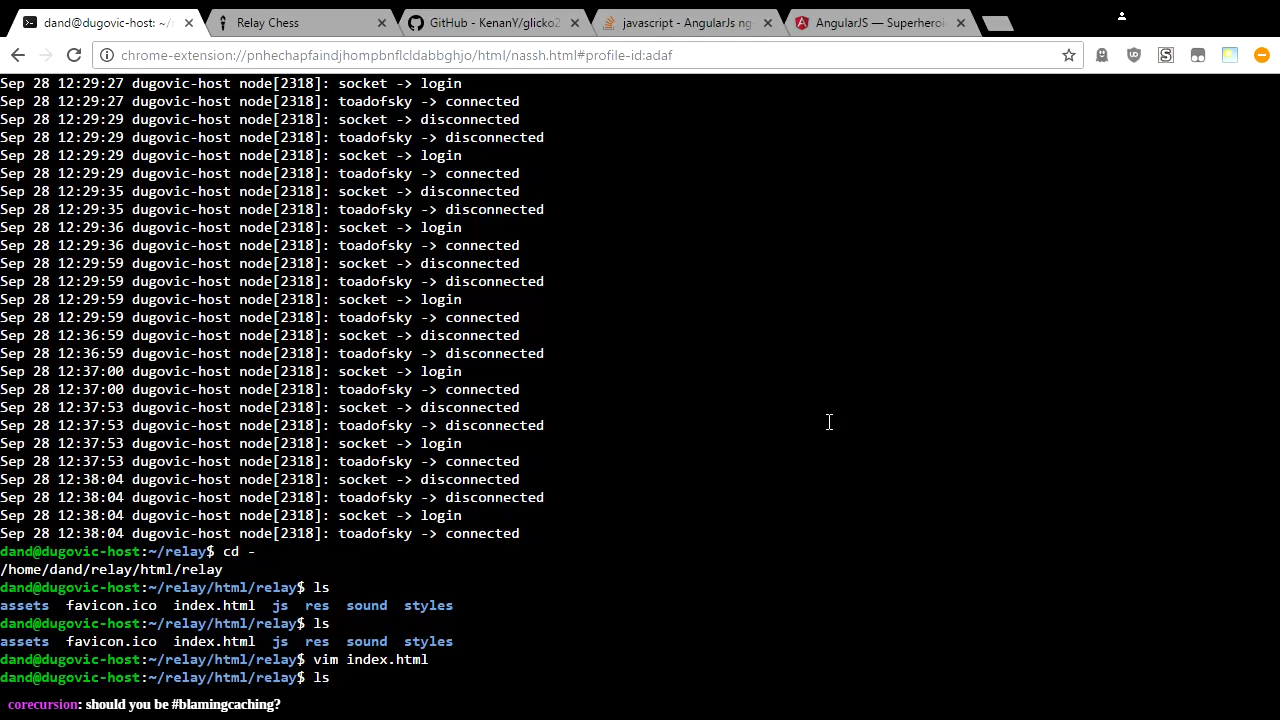 dand@dugovic-host: ~/
Relay Chess
GitHub - KenanY/glicko2
javascript - AngularJs ng
AngularJS — Superheroi
chrome-extension://pnhechapfaindjhompbnflcldabbghjo/html/nassh.html#profile-id:adaf
Sep 28 12:29:27 dugovic-host node[2318]: socket -> login
Sep 28 12:29:27 dugovic-host node[2318]: toadofsky -> connected
Sep 28 12:29:29 dugovic-host node[2318]: socket -> disconnected
Sep 28 12:29:29 dugovic-host node[2318]: toadofsky -> disconnected
Sep 28 12:29:29 dugovic-host node[2318]: socket -> login
Sep 28 12:29:29 dugovic-host node[2318]: toadofsky -> connected
Sep 28 12:29:35 dugovic-host node[2318]: socket -> disconnected
Sep 28 12:29:35 dugovic-host node[2318]: toadofsky -> disconnected
Sep 28 12:29:36 dugovic-host node[2318]: socket -> login
Sep 28 12:29:36 dugovic-host node[2318]: toadofsky -> connected
Sep 28 12:29:59 dugovic-host node[2318]: socket -> disconnected
Sep 28 12:29:59 dugovic-host node[2318]: toadofsky -> disconnected
Sep 28 12:29:59 dugovic-host node[2318]: socket -> login
Sep 28 12:29:59 dugovic-host node[2318]: toadofsky -> connected
Sep 28 12:36:59 dugovic-host node[2318]: socket -> disconnected
Sep 28 12:36:59 dugovic-host node[2318]: toadofsky -> disconnected
Sep 28 12:37:00 dugovic-host node[2318]: socket -> login
Sep 28 12:37:00 dugovic-host node[2318]: toadofsky -> connected
Sep 28 12:37:53 dugovic-host node[2318]: socket -> disconnected
Sep 28 12:37:53 dugovic-host node[2318]: toadofsky -> disconnected
Sep 28 12:37:53 dugovic-host node[2318]: socket -> login
Sep 28 12:37:53 dugovic-host node[2318]: toadofsky -> connected
Sep 28 12:38:04 dugovic-host node[2318]: socket -> disconnected
Sep 28 12:38:04 dugovic-host node[2318]: toadofsky -> disconnected
Sep 28 12:38:04 dugovic-host node[2318]: socket -> login
Sep 28 12:38:04 dugovic-host node[2318]: toadofsky -> connected
dand@dugovic-host:~/relay$ cd -
/home/dand/relay/html/relay
dand@dugovic-host:~/relay/html/relay$ ls
assets favicon.ico index.html js res sound styles
dand@dugovic-host:~/relay/html/relay$ ls
assets favicon.ico index.html js res sound styles
dand@dugovic-host:~/relay/html/relay$ vim index.html
dand@dugovic-host:~/relay/html/relay$ ls
corecursion: should you be #blamingcaching?